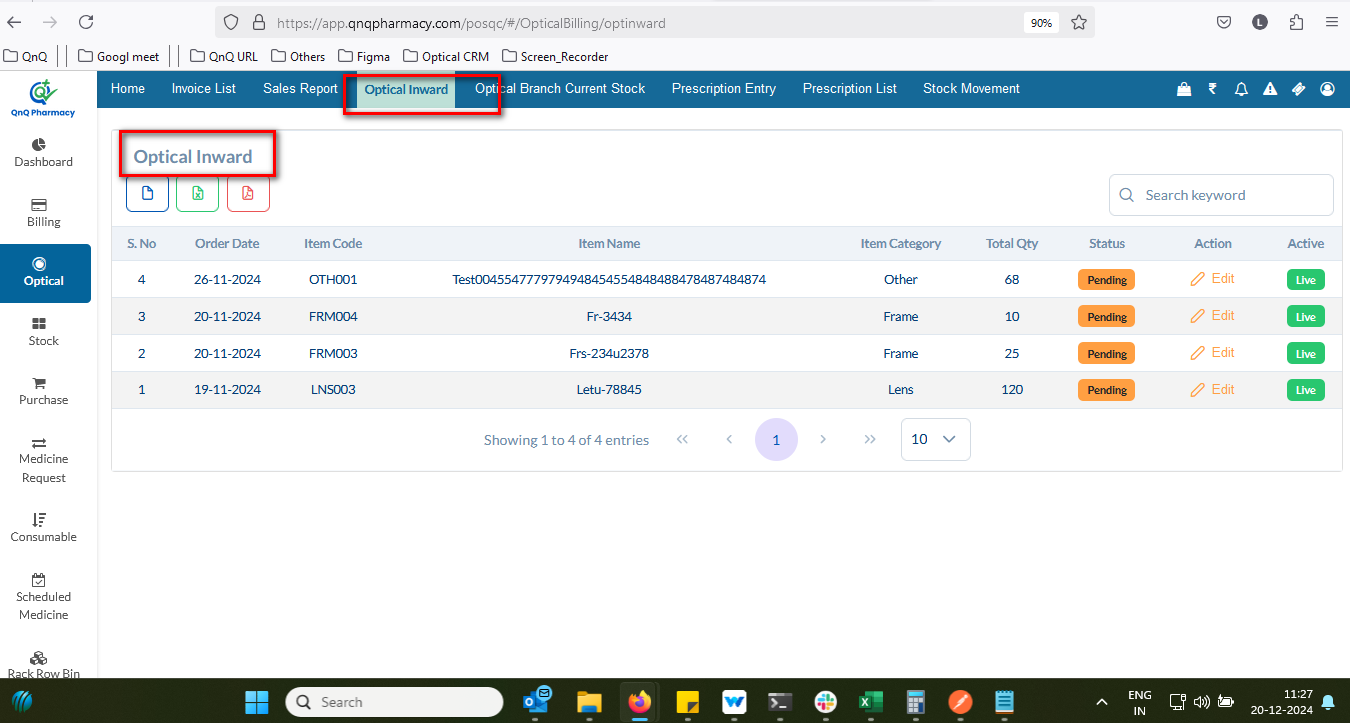 https://app.qnqpharmacy.com/posqc/#/OpticalBilling/optinward
90%
L
QnQ
Googl meet
QnQ URL
Others
Figma
Optical CRM
Screen_Recorder
QnQ Pharmacy
Home Invoice List Sales Report Optical Inward Optical Branch Current Stock Prescription Entry Prescription List Stock Movement
Dashboard
Billing
Optical
Stock
Purchase
Medicine
Request
Consumable
Scheduled
Medicine
Rack Row Bin
Optical Inward
Search keyword
S. No Order Date Item Code Item Name Item Category Total Qty Status Action Active
4 26-11-2024 OTH001 Test00455477797949484545548484884784​87484874 Other 68 Pending Edit Live
3 20-11-2024 FRM004 Fr-3434 Frame 10 Pending Edit Live
2 20-11-2024 FRM003 Frs-234u2378 Frame 25 Pending Edit Live
1 19-11-2024 LNS003 Letu-78845 Lens 120 Pending Edit Live
Showing 1 to 4 of 4 entries 1 10
Search
ENG
IN
11:27
20-12-2024